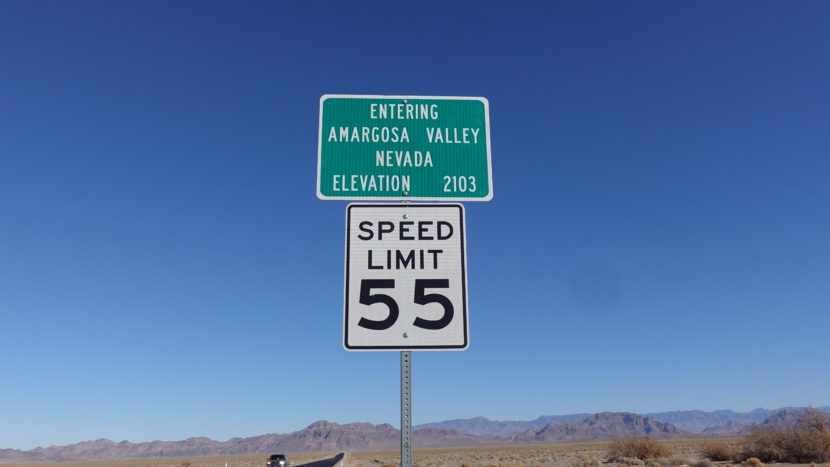 ENTERING
AMARGOSA VALLEY
NEVADA
ELEVATION 2103
SPEED
LIMIT
55